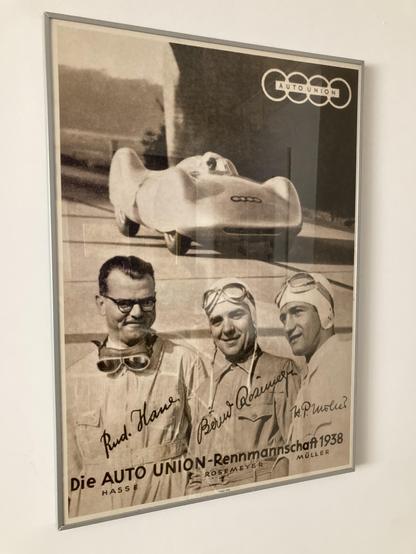 AUTO UNION
Rud. Hasse
Bernd Rosemeyer
H.P. Müller
Die AUTO UNION-Rennmannschaft 1938
HASSE ROSEMEYER MÜLLER